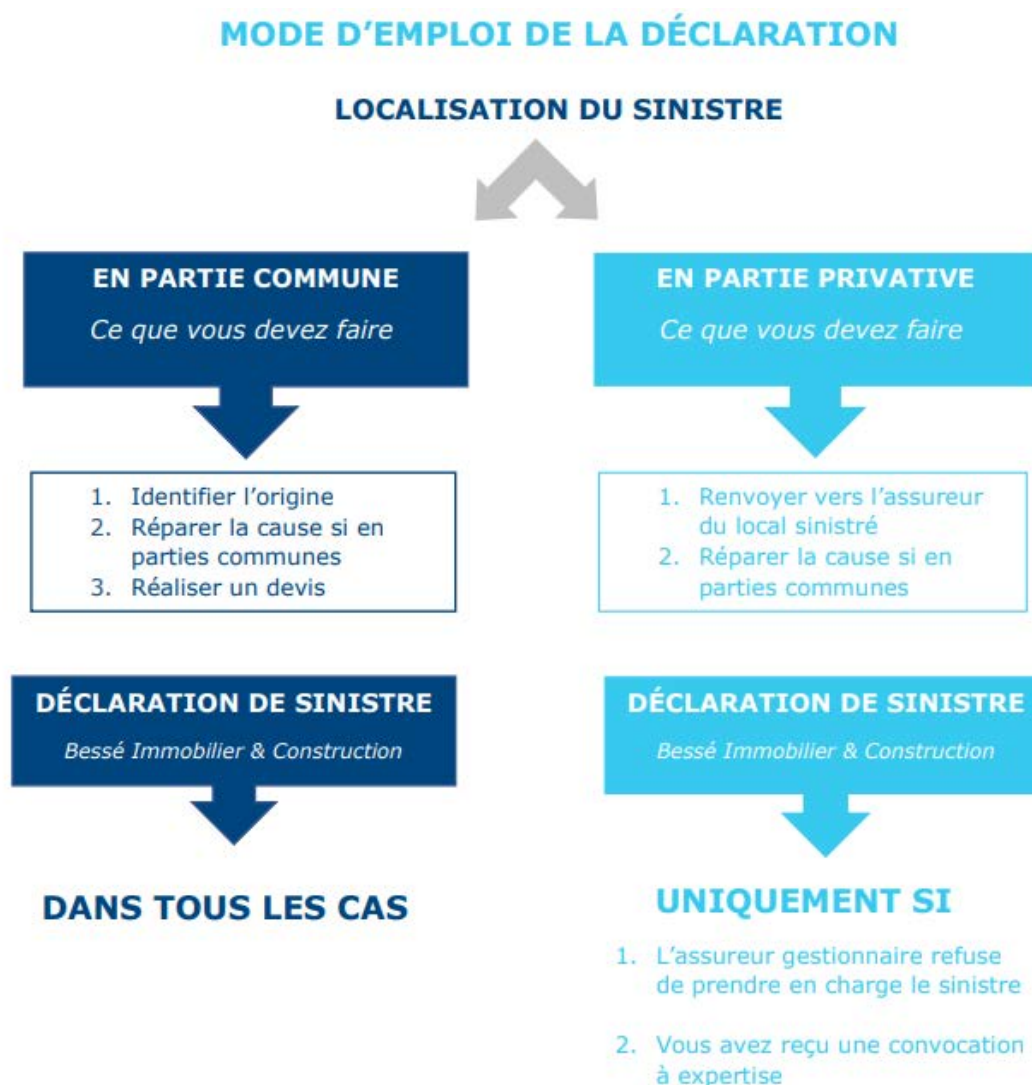 MODE D'EMPLOI DE LA DÉCLARATION
LOCALISATION DU SINISTRE
EN PARTIE COMMUNE
Ce que vous devez faire
1. Identifier l'origine
2. Réparer la cause si en
parties communes
3. Réaliser un devis
DÉCLARATION DE SINISTRE
Bessé Immobilier & Construction
DANS TOUS LES CAS
EN PARTIE PRIVATIVE
Ce que vous devez faire
1. Renvoyer vers l'assureur
du local sinistré
2. Réparer la cause si en
parties communes
DÉCLARATION DE SINISTRE
Bessé Immobilier & Construction
UNIQUEMENT SI
1. L'assureur gestionnaire refuse
de prendre en charge le sinistre
2. Vous avez reçu une convocation
à expertise